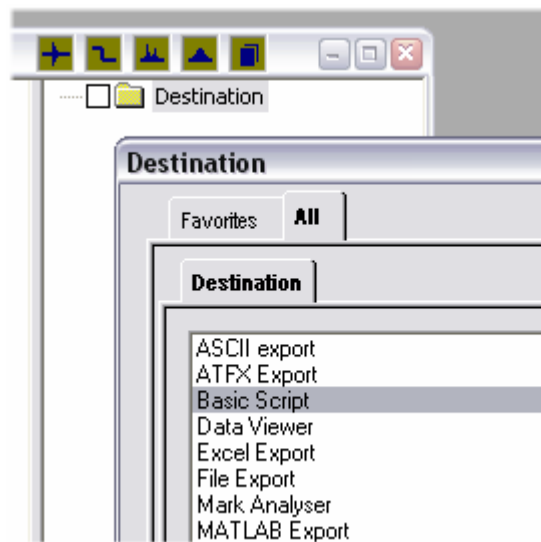 Destination
Destination
Favorites All
Destination
ASCII export
ATFX Export
Basic Script
Data Viewer
Excel Export
File Export
Mark Analyser
MATLAB Export